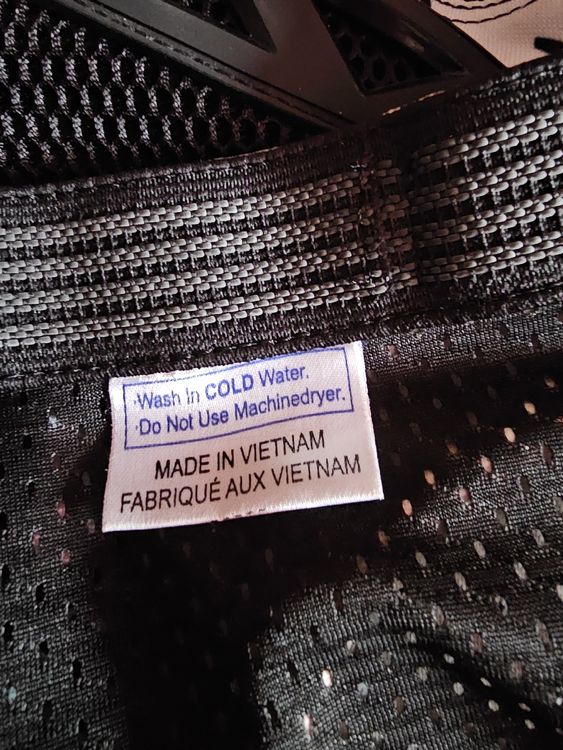 ·Wash In COLD Water.
·Do Not Use Machinedryer.
MADE IN VIETNAM
FABRIQUÉ AUX VIETNAM